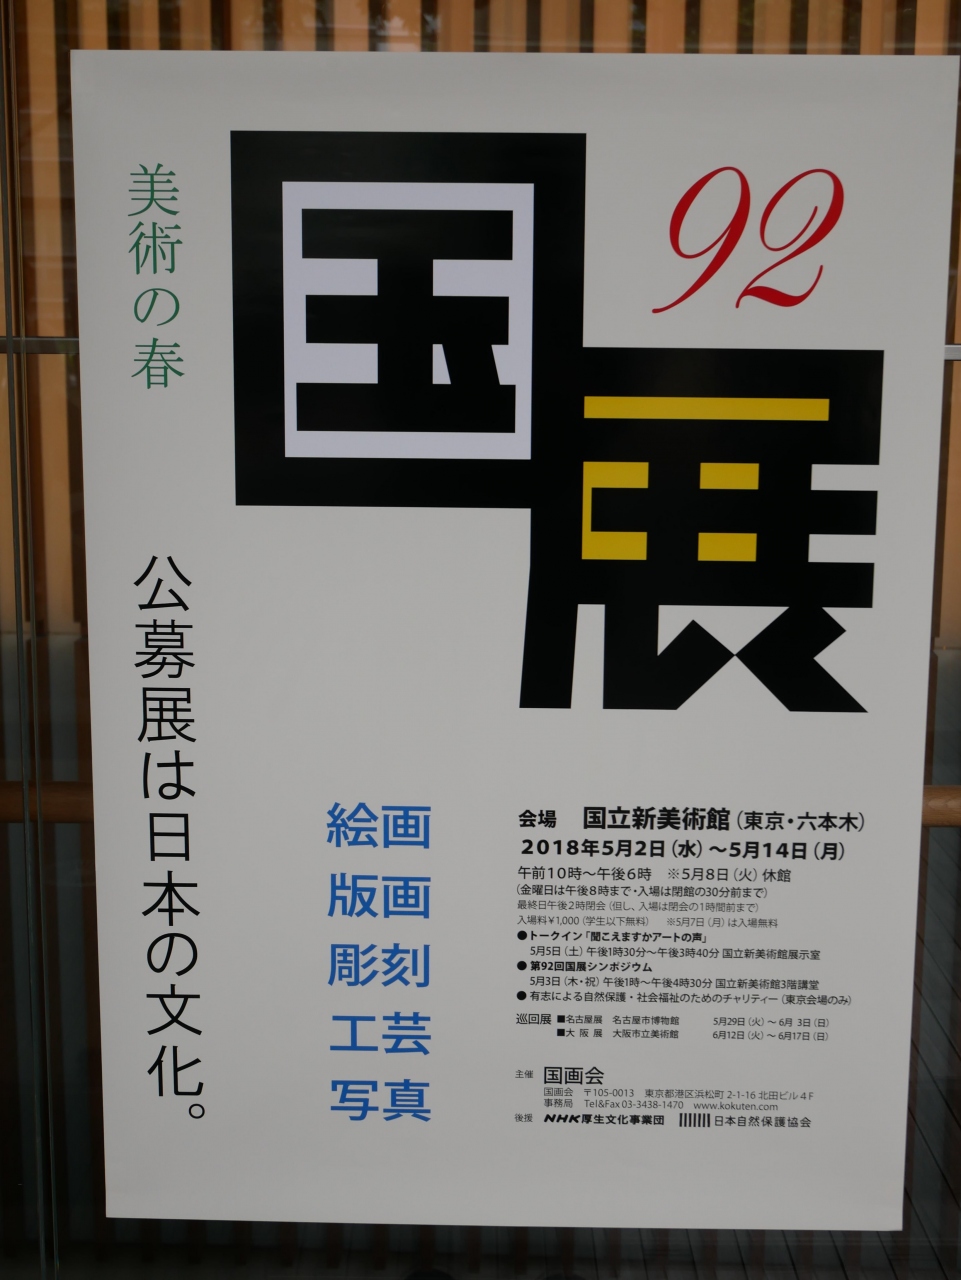 美術の春
公募展は日本の文化。
92
国展
絵画
版画
彫刻
工芸
写真
会場 国立新美術館（東京・六本木）
2018年5月2日（水）～5月14日（月）
午前10時～午後6時 ※5月8日（火）休館
（金曜日は午後8時まで・入場は閉館の30分前まで）
最終日午後2時閉会（但し、入場は閉会の1時間前まで）
入場料￥1,000（学生以下無料） ※5月7日（月）は入場無料
●トークイン「聞こえますかアートの声」
5月5日（土）午後1時30分～午後3時40分 国立新美術館展示室
●第92回国展シンポジウム
5月3日（木・祝）午後1時～午後4時30分 国立新美術館3階講堂
●有志による自然保護・社会福祉のためのチャリティー（東京会場のみ）
巡回展 ■名古屋展 名古屋市博物館 5月29日（火）～6月 3日（日）
■大 阪 展 大阪市立美術館 6月12日（火）～6月17日（日）
主催 国画会
国画会 〒105-0013 東京都港区浜松町2-1-16 北田ビル4F
事務局 Tel&Fax 03-3438-1470 www.kokuten.com
後援 NHK厚生文化事業団 日本自然保護協会